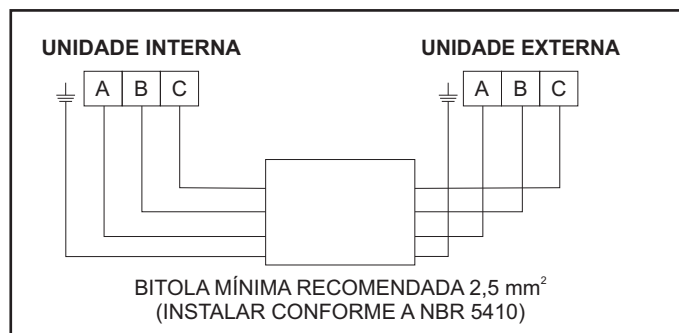 UNIDADE INTERNA
UNIDADE EXTERNA
A B C
A B C
BITOLA MÍNIMA RECOMENDADA 2,5 mm²
(INSTALAR CONFORME A NBR 5410)